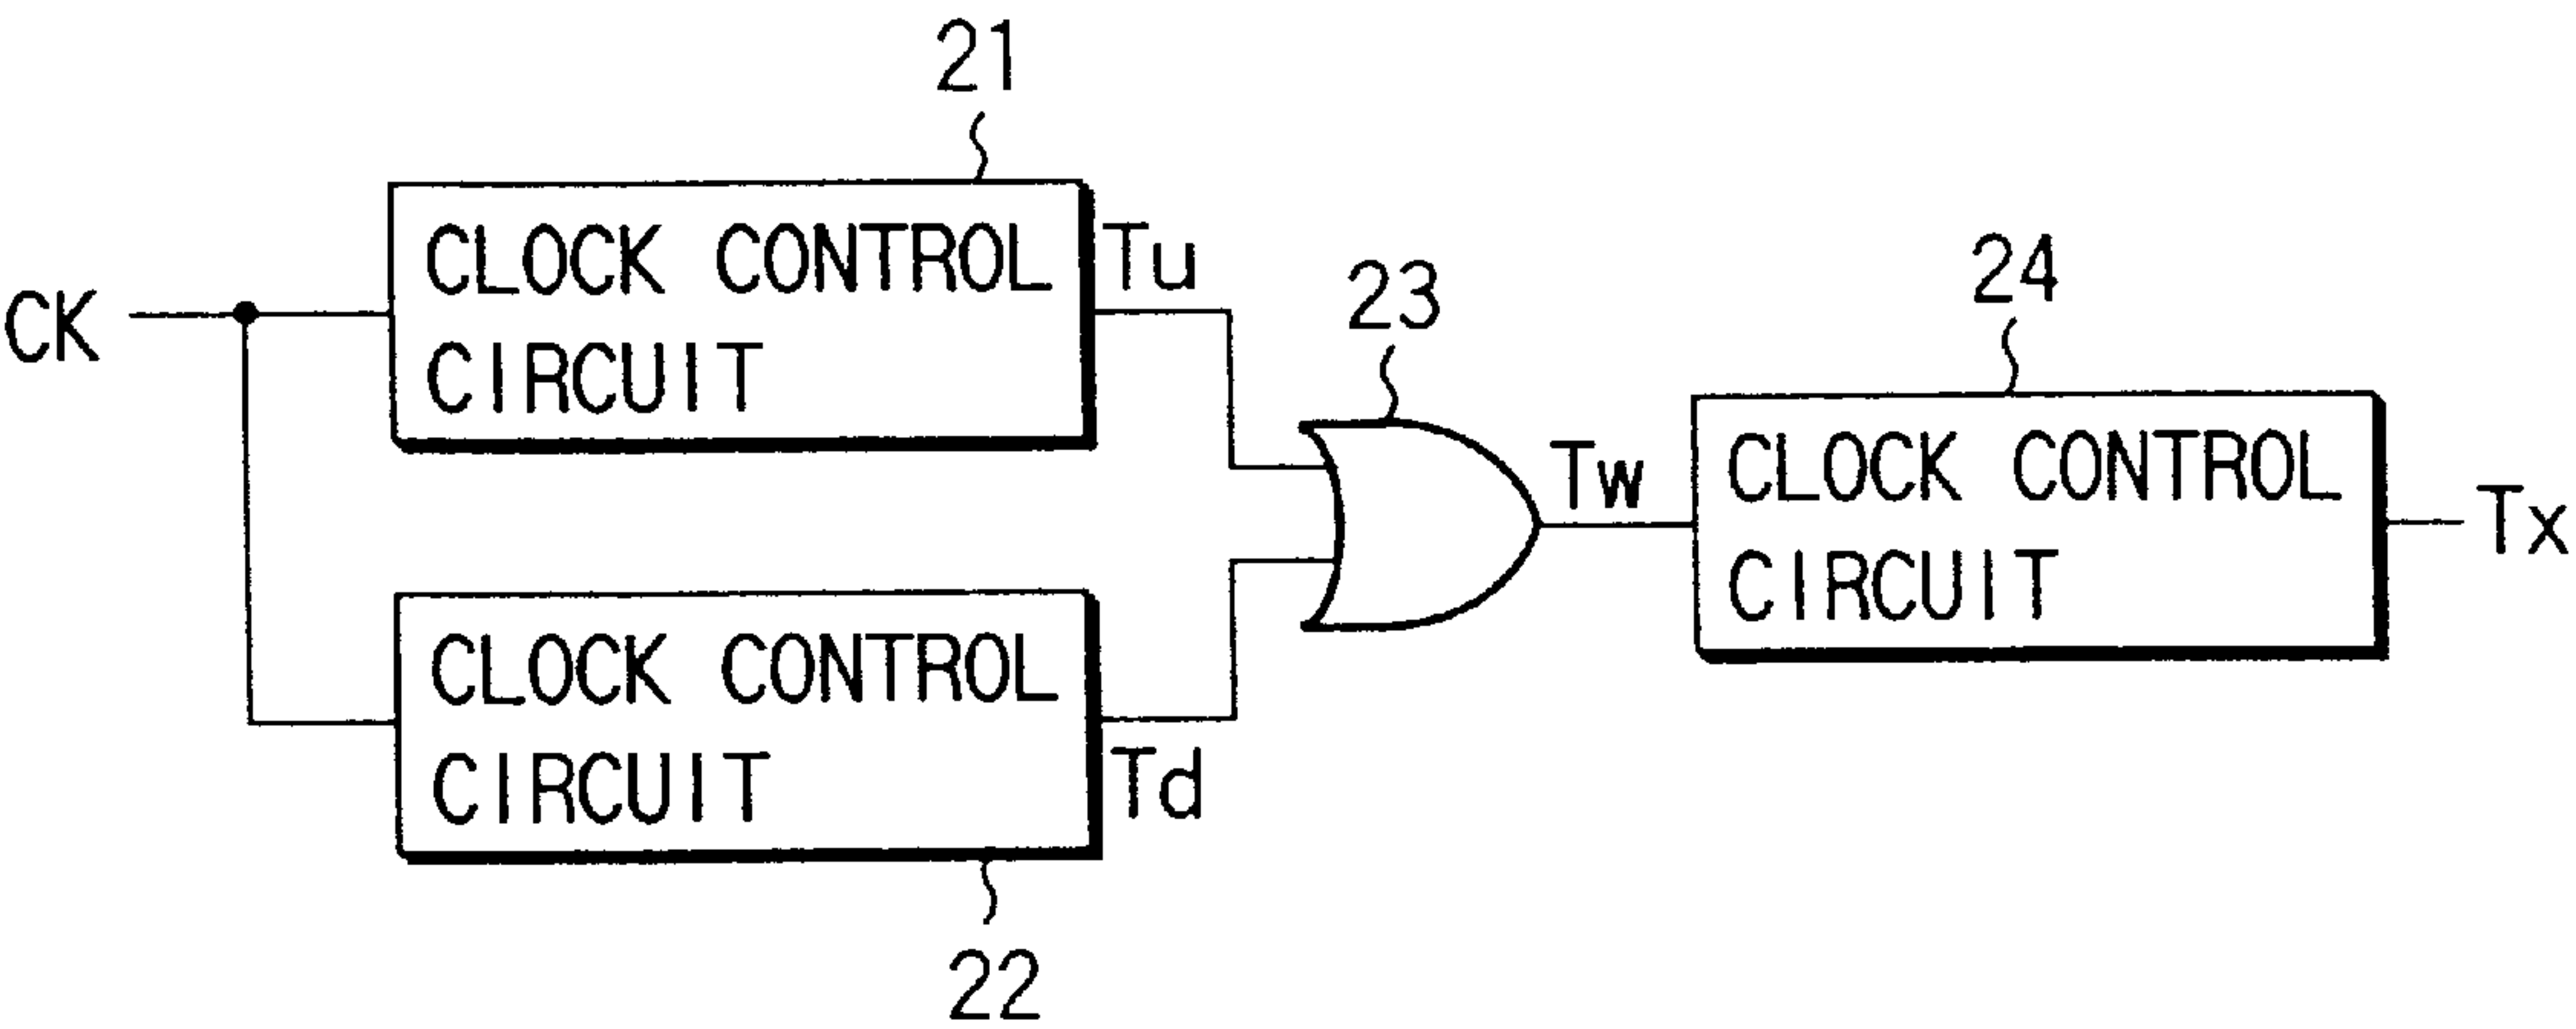 21
CLOCK CONTROL
CIRCUIT
Tu
CK
23
24
Tw
CLOCK CONTROL
CIRCUIT
Tx
CLOCK CONTROL
CIRCUIT
Td
22